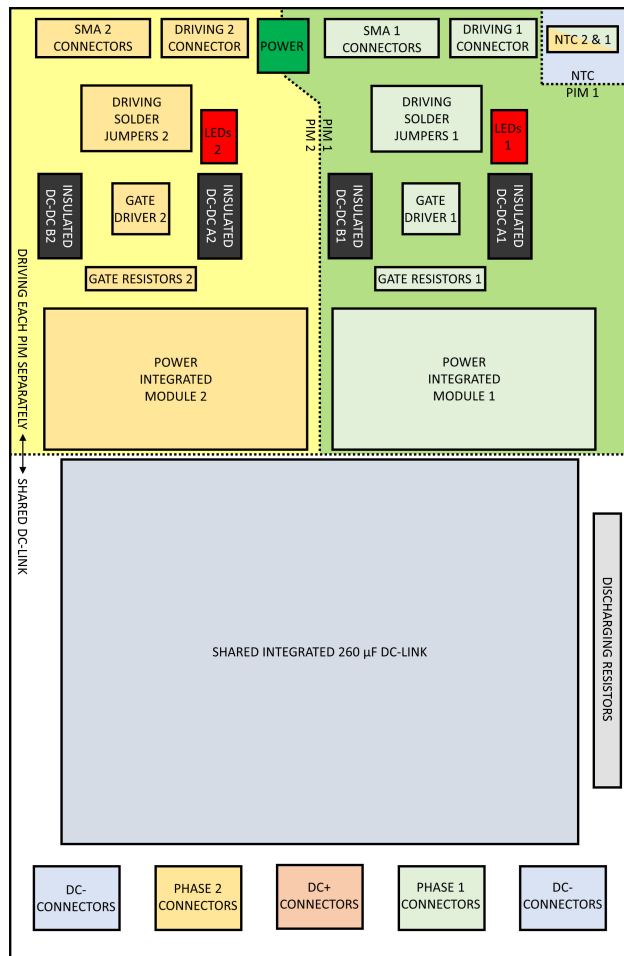 SMA 2
CONNECTORS
DRIVING 2
CONNECTOR
POWER
SMA 1
CONNECTORS
DRIVING 1
CONNECTOR
NTC 2 & 1
NTC
PIM 1
DRIVING
SOLDER
JUMPERS 2
LEDs
2
PIM 1
PIM 2
DRIVING
SOLDER
JUMPERS 1
LEDs
1
INSULATED
DC-DC B2
GATE
DRIVER 2
INSULATED
DC-DC A2
INSULATED
DC-DC B1
GATE
DRIVER 1
INSULATED
DC-DC A1
GATE RESISTORS 2
GATE RESISTORS 1
DRIVING EACH PIM SEPARATELY
POWER
INTEGRATED
MODULE 2
POWER
INTEGRATED
MODULE 1
SHARED DC-LINK
SHARED INTEGRATED 260 µF DC-LINK
DISCHARGING RESISTORS
DC-
CONNECTORS
PHASE 2
CONNECTORS
DC+
CONNECTORS
PHASE 1
CONNECTORS
DC-
CONNECTORS